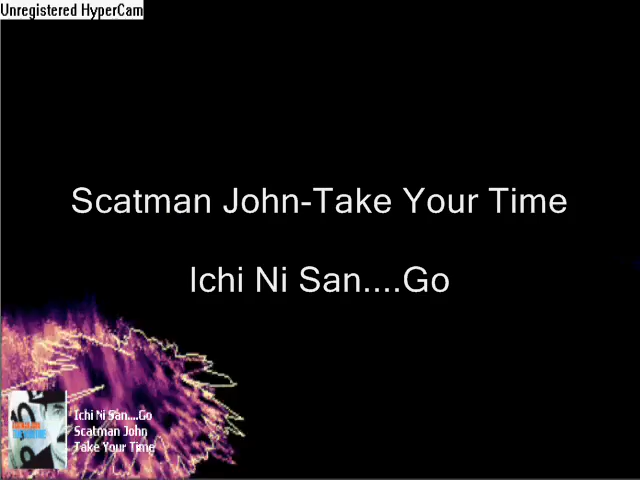 Unregistered HyperCam
Scatman John-Take Your Time
Ichi Ni San....Go
Ichi Ni San....Go
Scatman John
Take Your Time